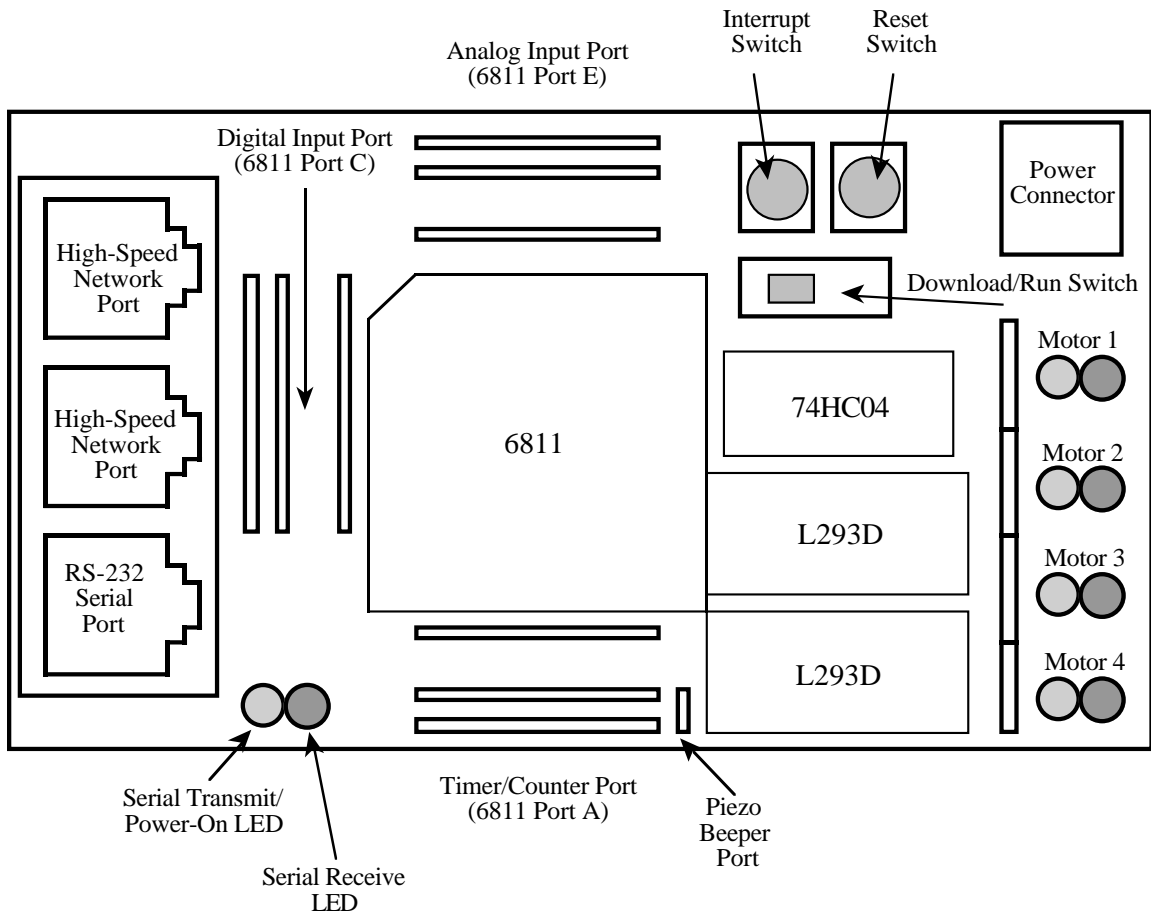 Interrupt
Switch
Reset
Switch
Analog Input Port
(6811 Port E)
Digital Input Port
(6811 Port C)
Power
Connector
High-Speed
Network
Port
Download/Run Switch
Motor 1
74HC04
High-Speed
Network
Port
6811
Motor 2
L293D
RS-232
Serial
Port
Motor 3
L293D
Motor 4
Serial Transmit/
Power-On LED
Timer/Counter Port
(6811 Port A)
Piezo
Beeper
Port
Serial Receive
LED